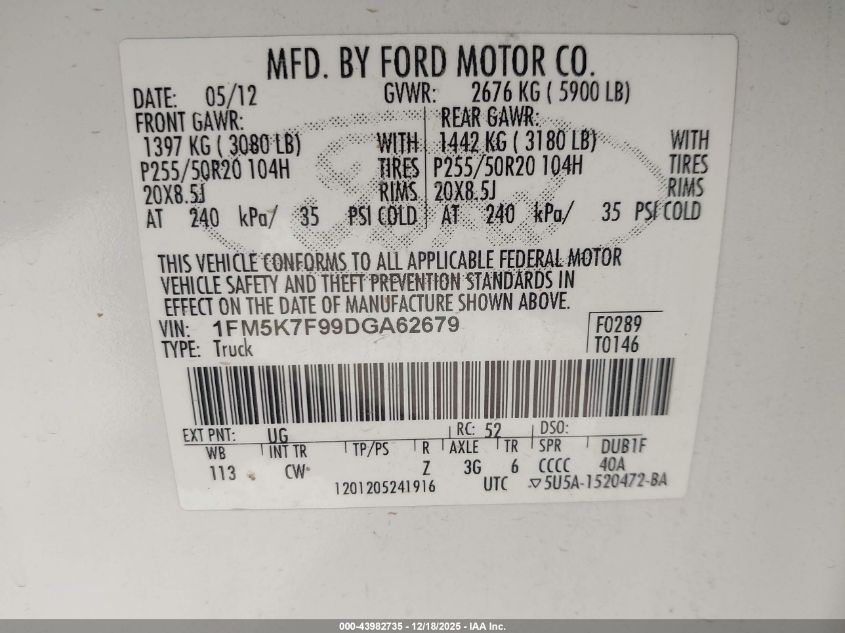 MFD. BY FORD MOTOR CO.
DATE: 05/12 GVWR: 2676 KG ( 5900 LB)
FRONT GAWR: REAR GAWR:
1397 KG ( 3080 LB) WITH 1442 KG ( 3180 LB) WITH
P255/50R20 104H TIRES P255/50R20 104H TIRES
20X8.5J RIMS 20X8.5J RIMS
AT 240 kPa/ 35 PSI COLD AT 240 kPa/ 35 PSI COLD
THIS VEHICLE CONFORMS TO ALL APPLICABLE FEDERAL MOTOR
VEHICLE SAFETY AND THEFT PREVENTION STANDARDS IN
EFFECT ON THE DATE OF MANUFACTURE SHOWN ABOVE.
VIN: 1FM5K7F99DGA62679 F0289
TYPE: Truck T0146
EXT PNT: UG RC: 52 DSO:
WB INT TR TP/PS R AXLE TR SPR DUB1F
113 CW Z 3G 6 CCCC 40A
1201205241916 UTC ▽5U5A-1520472-BA
000-43982735 - 12/18/2025 - IAA Inc.